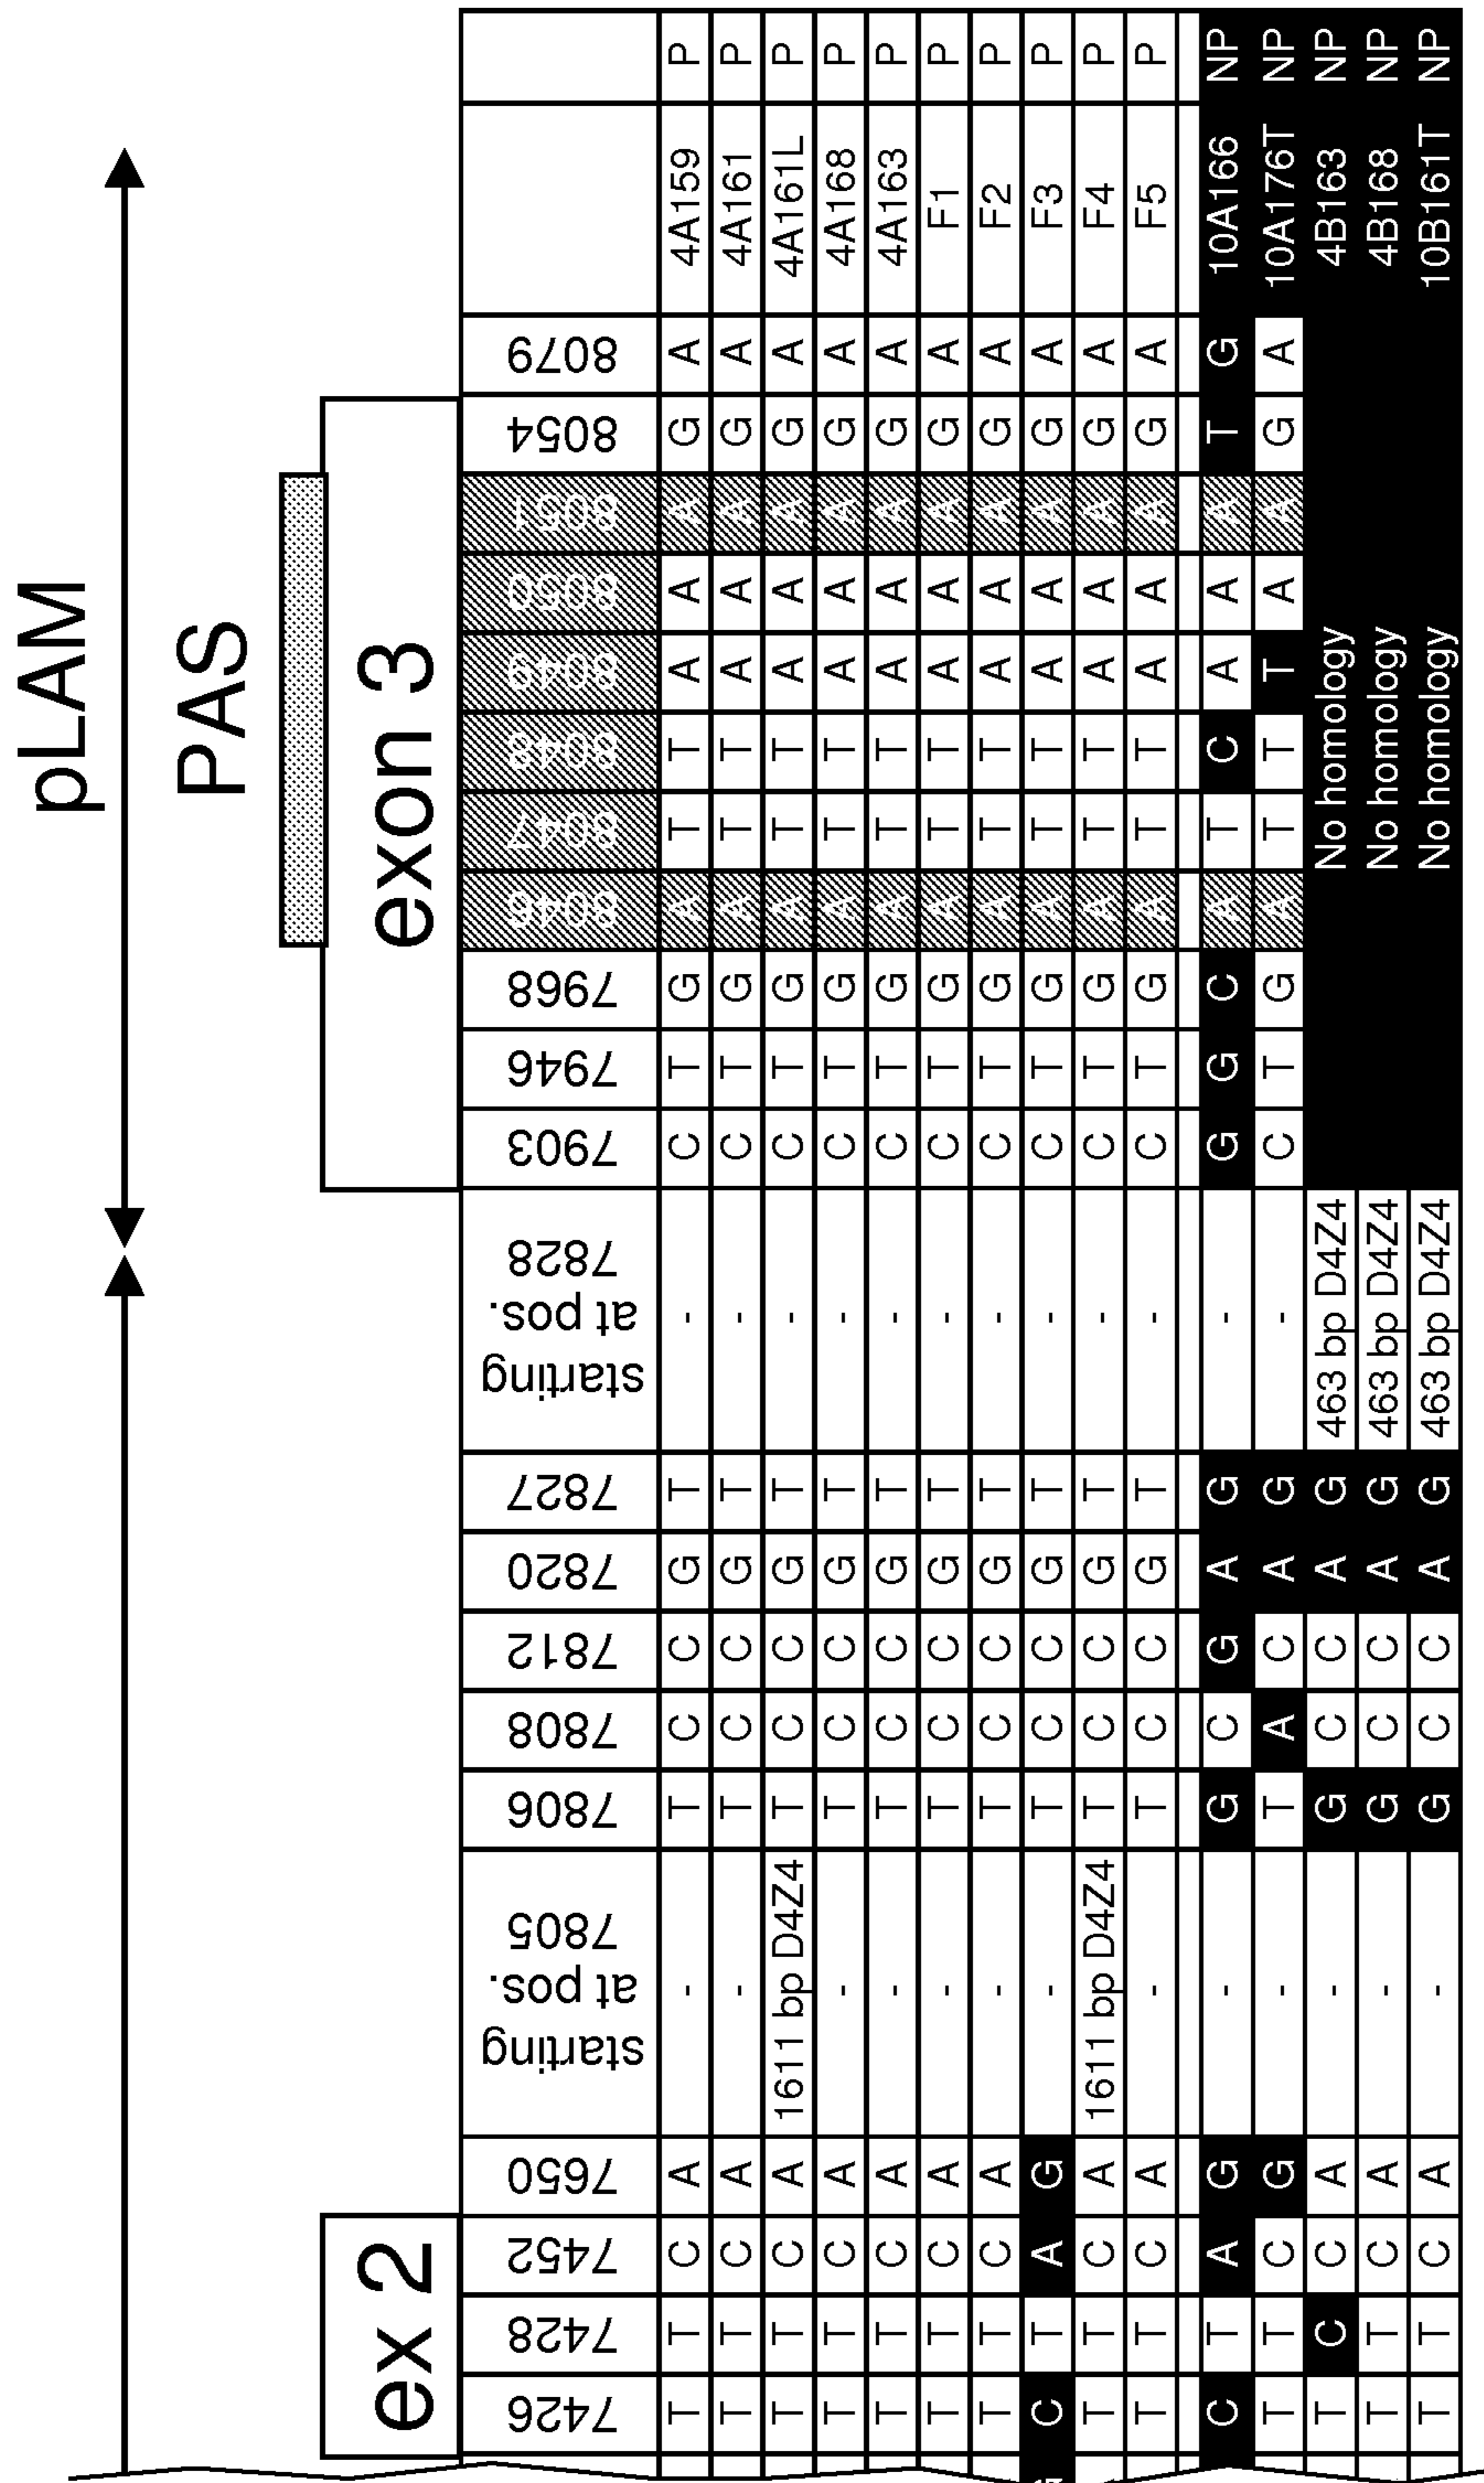 pLAM
PAS
ex 2 exon 3
7426 7428 7452 7650 starting at pos. 7805 7806 7808 7812 7820 7827 starting at pos. 7828 7903 7946 7968 8046 8047 8048 8049 8050 8051 8054 8079
T T C A - T C C G T - C T G A T T A A A G A 4A159 P
T T C A - T C C G T - C T G A T T A A A G A 4A161 P
T T C A 1611 bp D4Z4 T C C G T - C T G A T T A A A G A 4A161L P
T T C A - T C C G T - C T G A T T A A A G A 4A168 P
T T C A - T C C G T - C T G A T T A A A G A 4A163 P
T T C A - T C C G T - C T G A T T A A A G A F1 P
T T C A - T C C G T - C T G A T T A A A G A F2 P
C T A G - T C C G T - C T G A T T A A A G A F3 P
T T C A 1611 bp D4Z4 T C C G T - C T G A T T A A A G A F4 P
T T C A - T C C G T - C T G A T T A A A G A F5 P
C T A G - G C G A G - G G C A T C A A A T G 10A166 NP
T T C G - T A C A G - C T G A T T T A A G A 10A176T NP
T C C A - G C C A G 463 bp D4Z4 No homology 4B163 NP
T T C A - G C C A G 463 bp D4Z4 No homology 4B168 NP
T T C A - G C C A G 463 bp D4Z4 No homology 10B161T NP